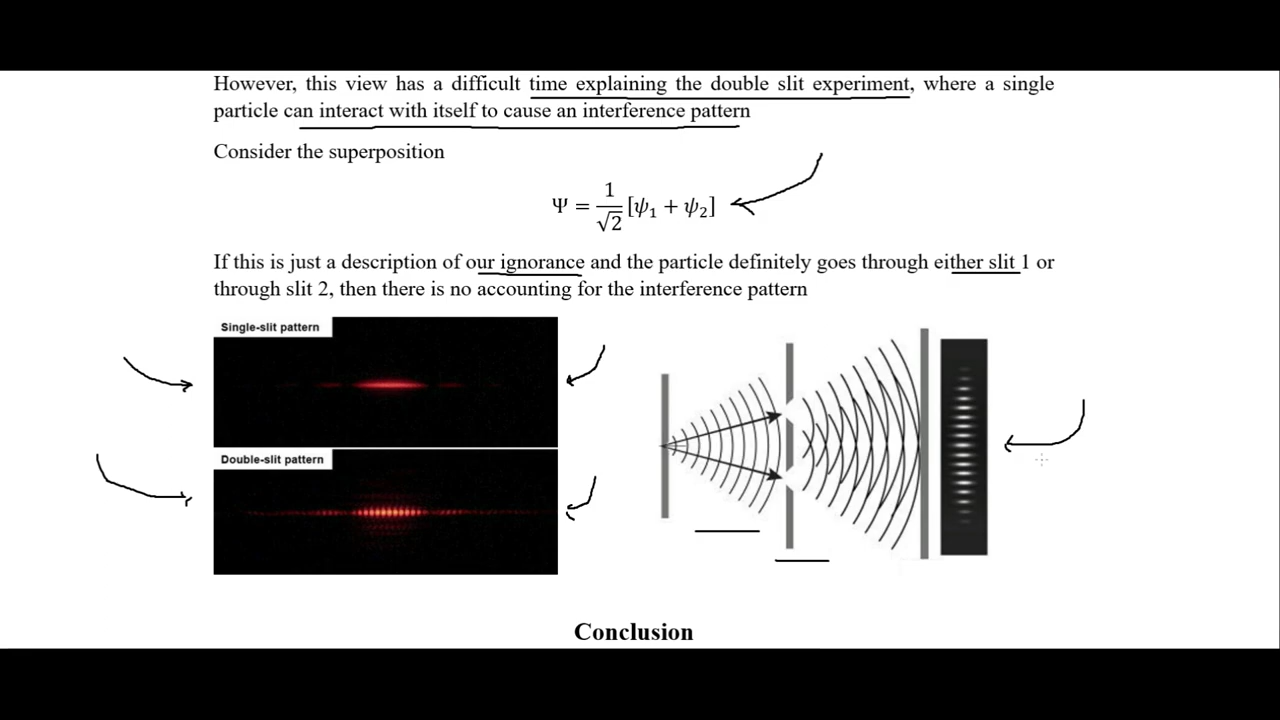 However, this view has a difficult time explaining the double slit experiment, where a single
particle can interact with itself to cause an interference pattern
Consider the superposition
Ψ = 1/√2 [ψ₁ + ψ₂]
If this is just a description of our ignorance and the particle definitely goes through either slit 1 or
through slit 2, then there is no accounting for the interference pattern
Single-slit pattern
Double-slit pattern
Conclusion